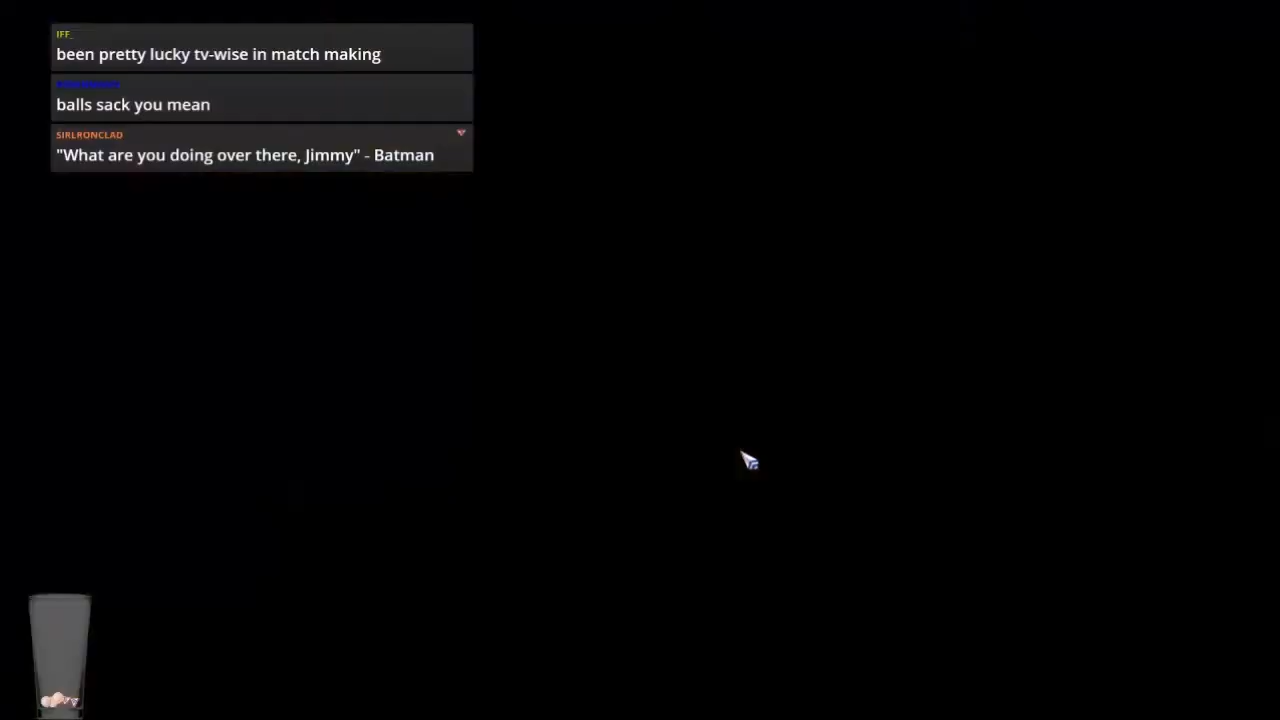 IFF_
been pretty lucky tv-wise in match making
balls sack you mean
SIRLRONCLAD
"What are you doing over there, Jimmy" - Batman